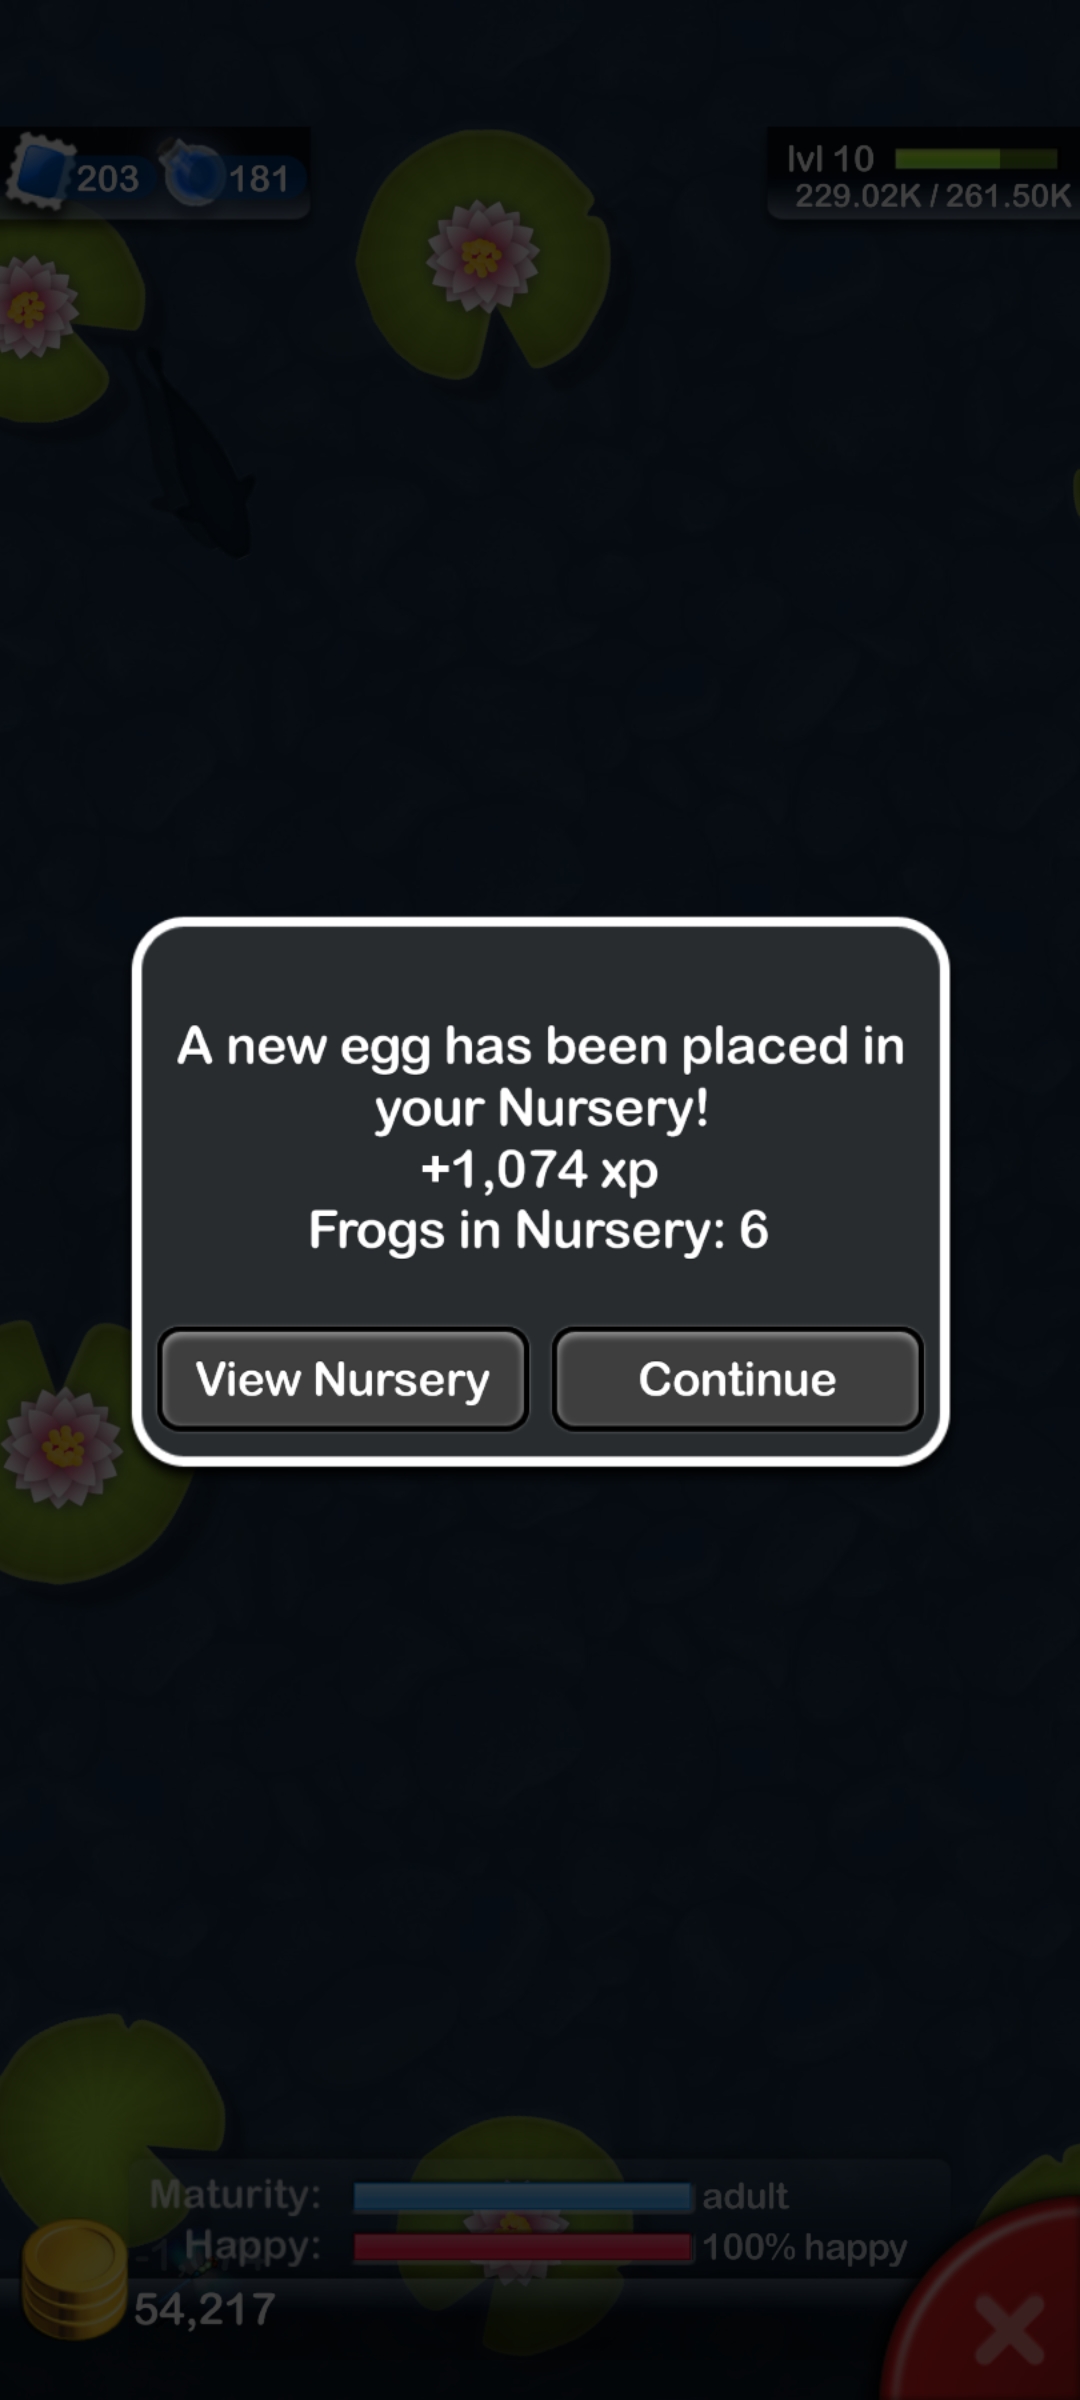 203
181
lvl 10
229.02K / 261.50K
A new egg has been placed in
your Nursery!
+1,074 xp
Frogs in Nursery: 6
View Nursery
Continue
Maturity:
adult
Happy:
100% happy
54,217